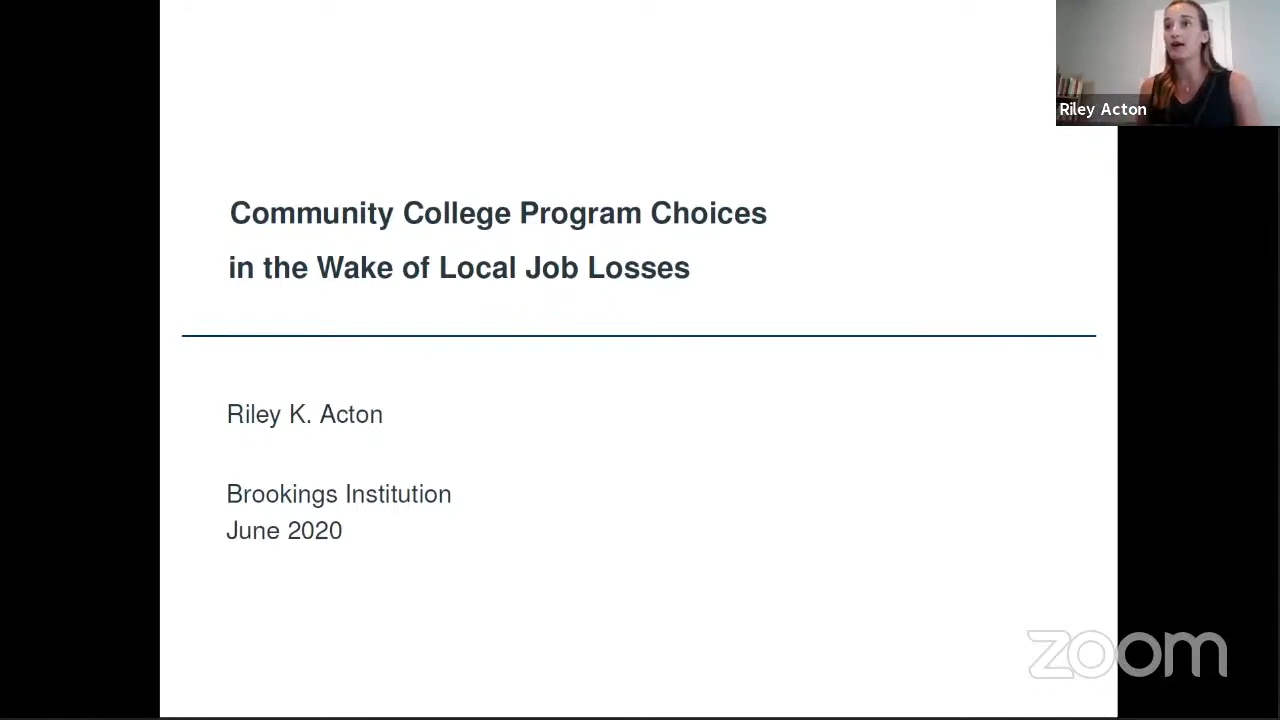 Riley Acton
Community College Program Choices
in the Wake of Local Job Losses
Riley K. Acton
Brookings Institution
June 2020
zoom